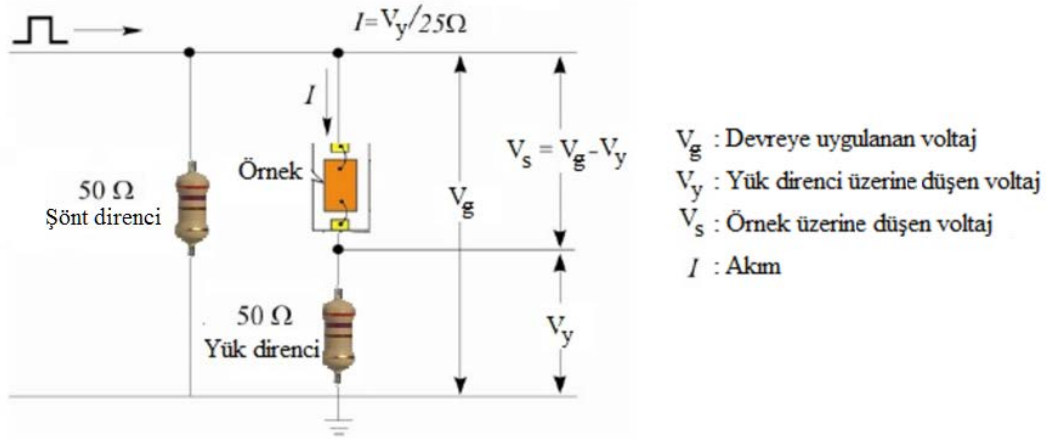 I=Vy/25Ω
I
Örnek
50 Ω
Şönt direnci
Vg
Vs = Vg-Vy
50 Ω
Yük direnci
Vy
Vg : Devreye uygulanan voltaj
Vy : Yük direnci üzerine düşen voltaj
Vs : Örnek üzerine düşen voltaj
I : Akım